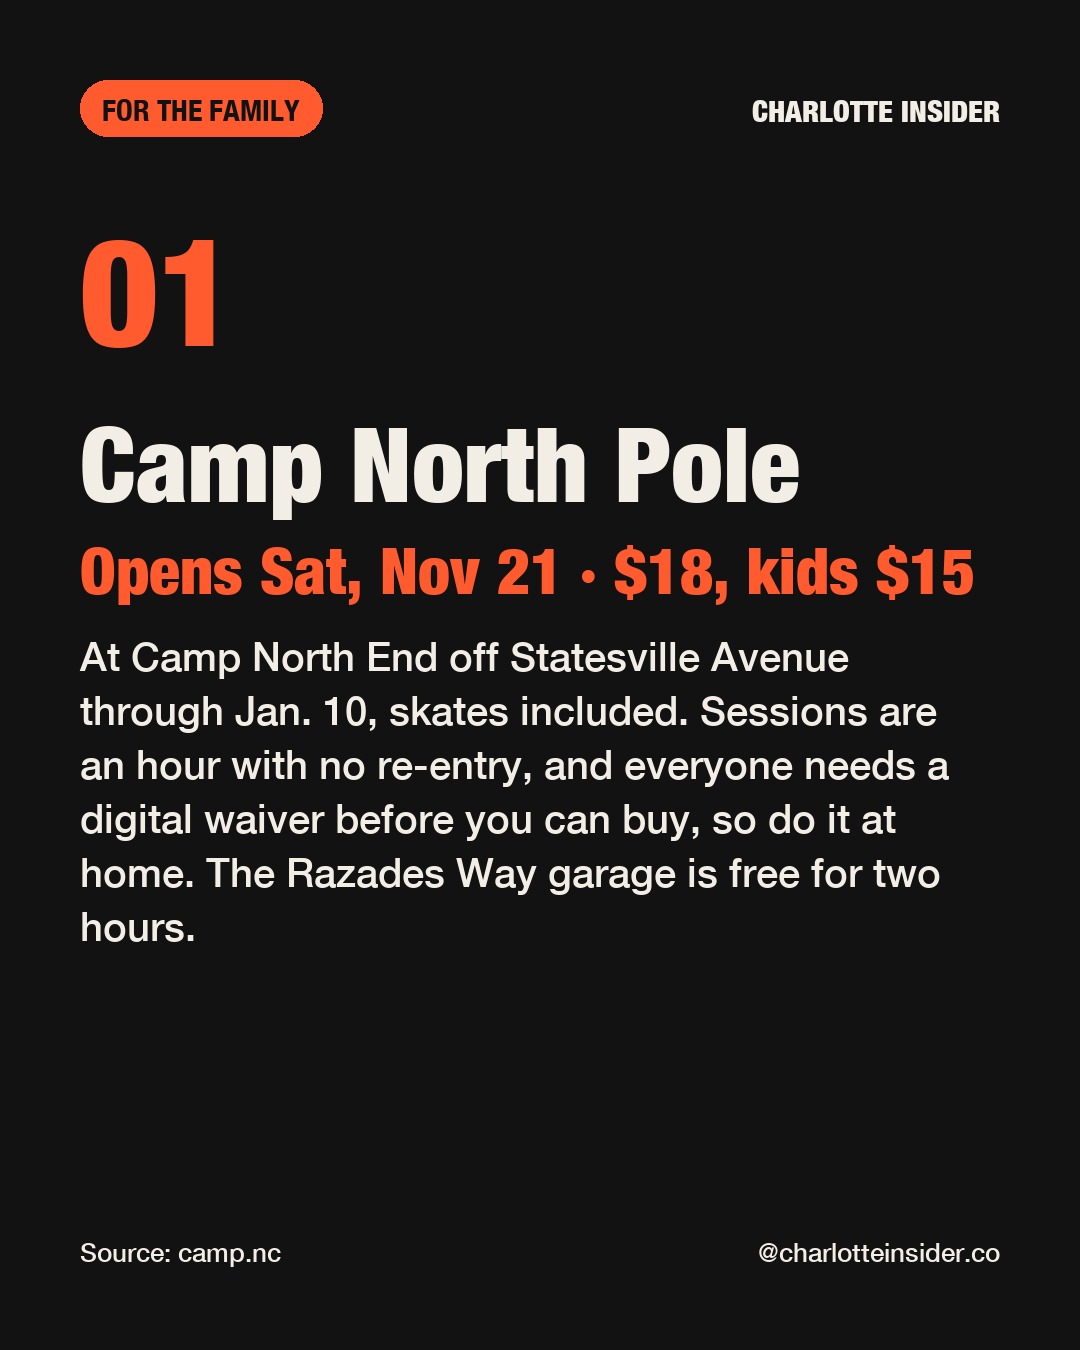 FOR THE FAMILY
CHARLOTTE INSIDER
01
Camp North Pole
Opens Sat, Nov 21 · $18, kids $15
At Camp North End off Statesville Avenue
through Jan. 10, skates included. Sessions are
an hour with no re-entry, and everyone needs a
digital waiver before you can buy, so do it at
home. The Razades Way garage is free for two
hours.
Source: camp.nc
@charlotteinsider.co